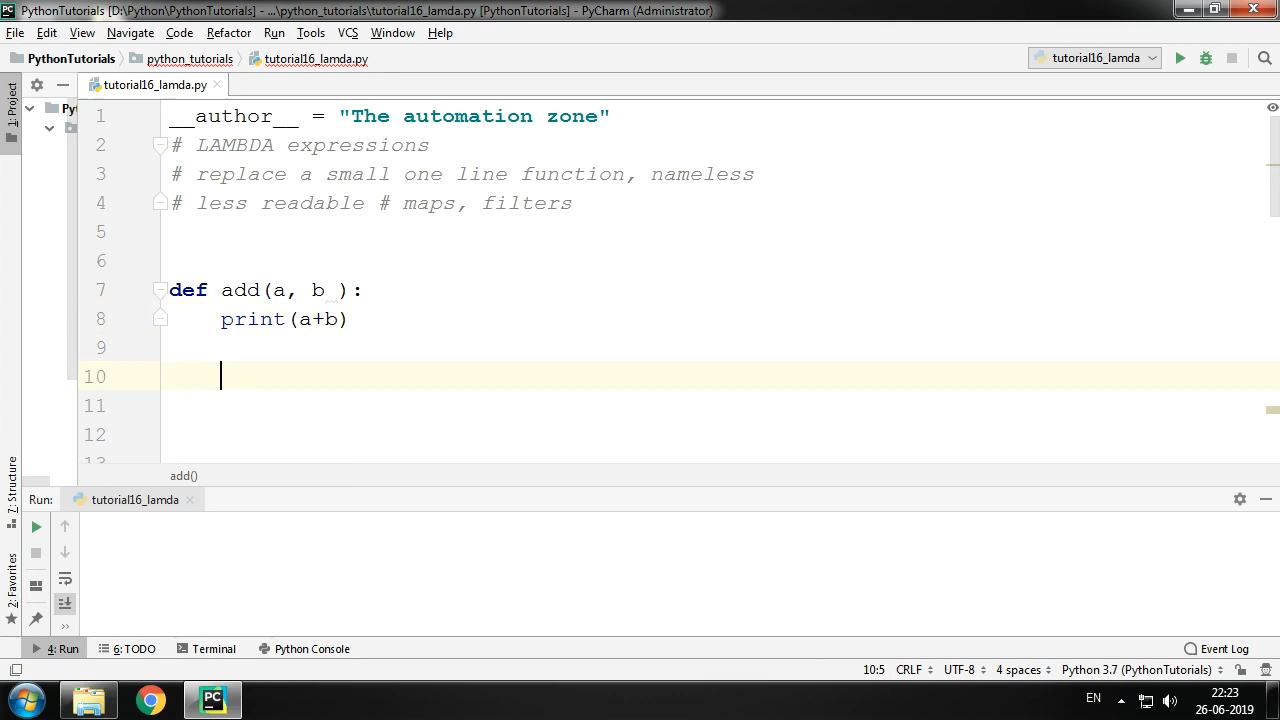 PythonTutorials [D:\Python\PythonTutorials] - ...\python_tutorials\tutorial16_lamda.py [PythonTutorials] - PyCharm (Administrator)
File Edit View Navigate Code Refactor Run Tools VCS Window Help
PythonTutorials python_tutorials tutorial16_lamda.py tutorial16_lamda
1: Project
Py
tutorial16_lamda.py
1 __author__ = "The automation zone"
2 # LAMBDA expressions
3 # replace a small one line function, nameless
4 # less readable # maps, filters
5
6
7 def add(a, b ):
8 print(a+b)
9
10
11
12
13
add()
Z: Structure
2: Favorites
Run: tutorial16_lamda
4: Run 6: TODO Terminal Python Console Event Log
10:5 CRLF UTF-8 4 spaces Python 3.7 (PythonTutorials)
PC
EN 22:23
26-06-2019